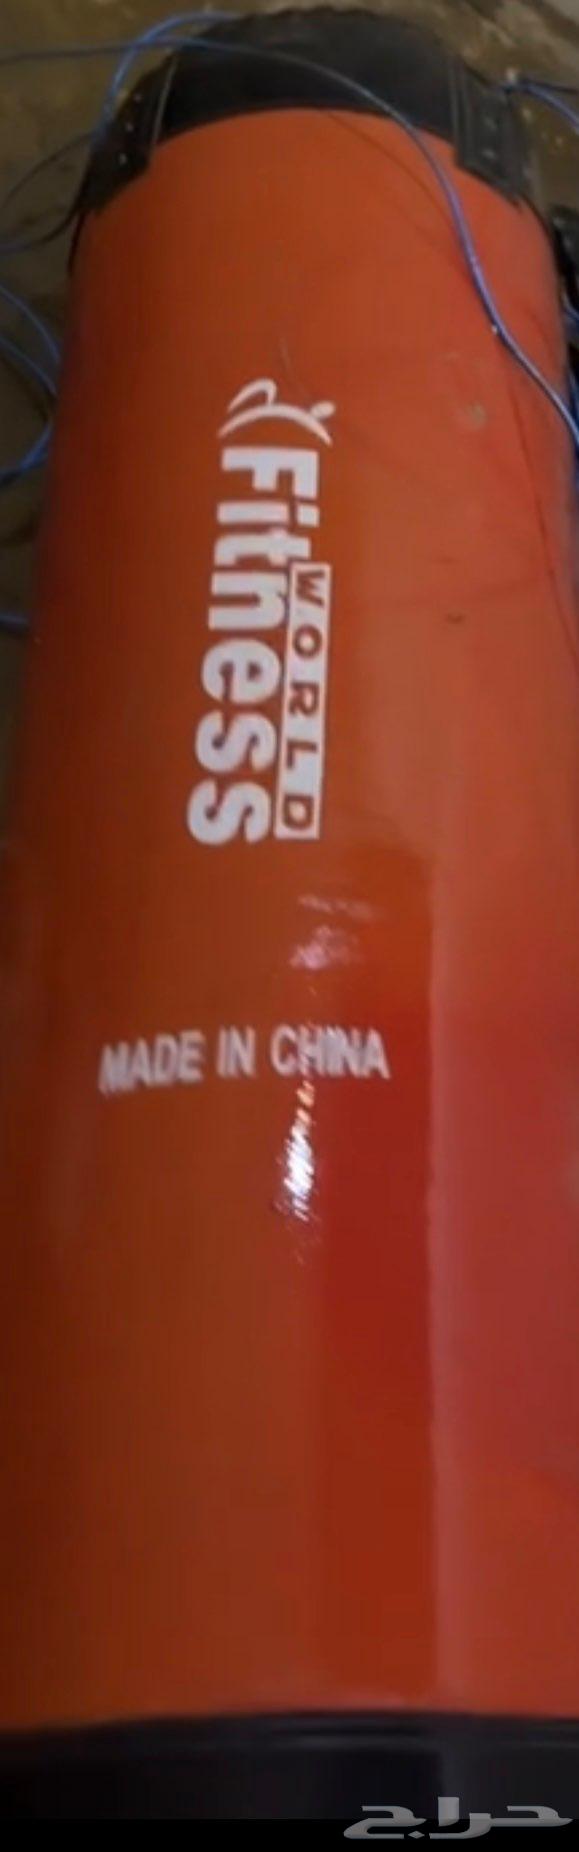 Fitness
WORLD
MADE IN CHINA
حراج